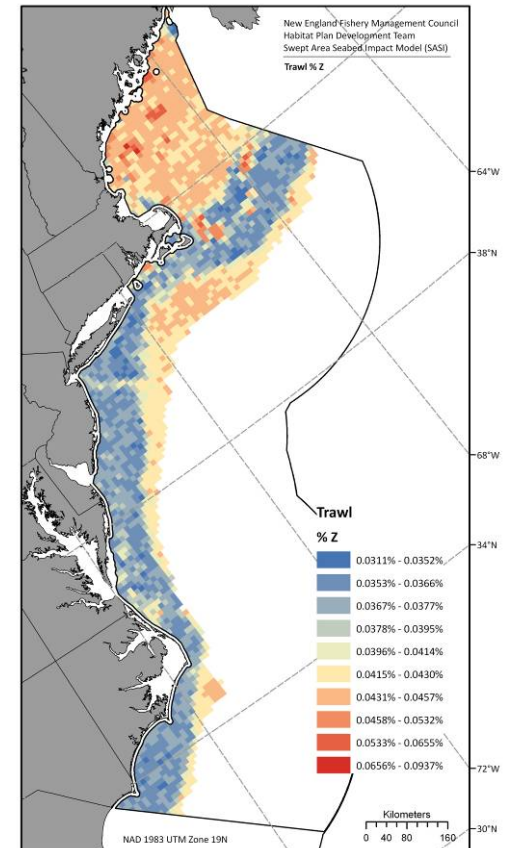 New England Fishery Management Council
Habitat Plan Development Team
Swept Area Seabed Impact Model (SASI)
Trawl % Z
64°W
38°N
68°W
34°N
Trawl
% Z
0.0311% - 0.0352%
0.0353% - 0.0366%
0.0367% - 0.0377%
0.0378% - 0.0395%
0.0396% - 0.0414%
0.0415% - 0.0430%
0.0431% - 0.0457%
0.0458% - 0.0532%
0.0533% - 0.0655%
0.0656% - 0.0937%
72°W
Kilometers
0 40 80 160
30°N
NAD 1983 UTM Zone 19N